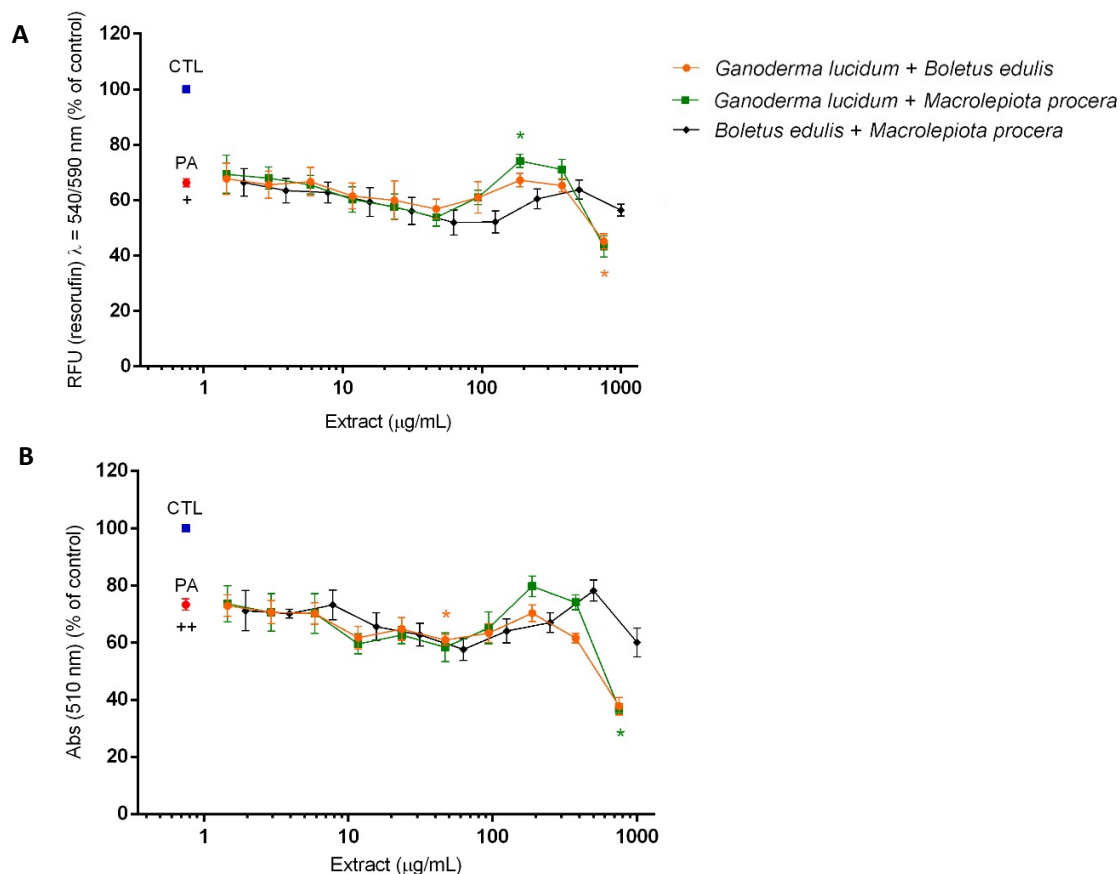 A
RFU (resorufin) λ = 540/590 nm (% of control)
120
100
80
60
40
20
0
CTL
PA
+
*
*
1
10
100
1000
Extract (μg/mL)
Ganoderma lucidum + Boletus edulis
Ganoderma lucidum + Macrolepiota procera
Boletus edulis + Macrolepiota procera
B
Abs (510 nm) (% of control)
120
100
80
60
40
20
0
CTL
PA
++
*
*
1
10
100
1000
Extract (μg/mL)